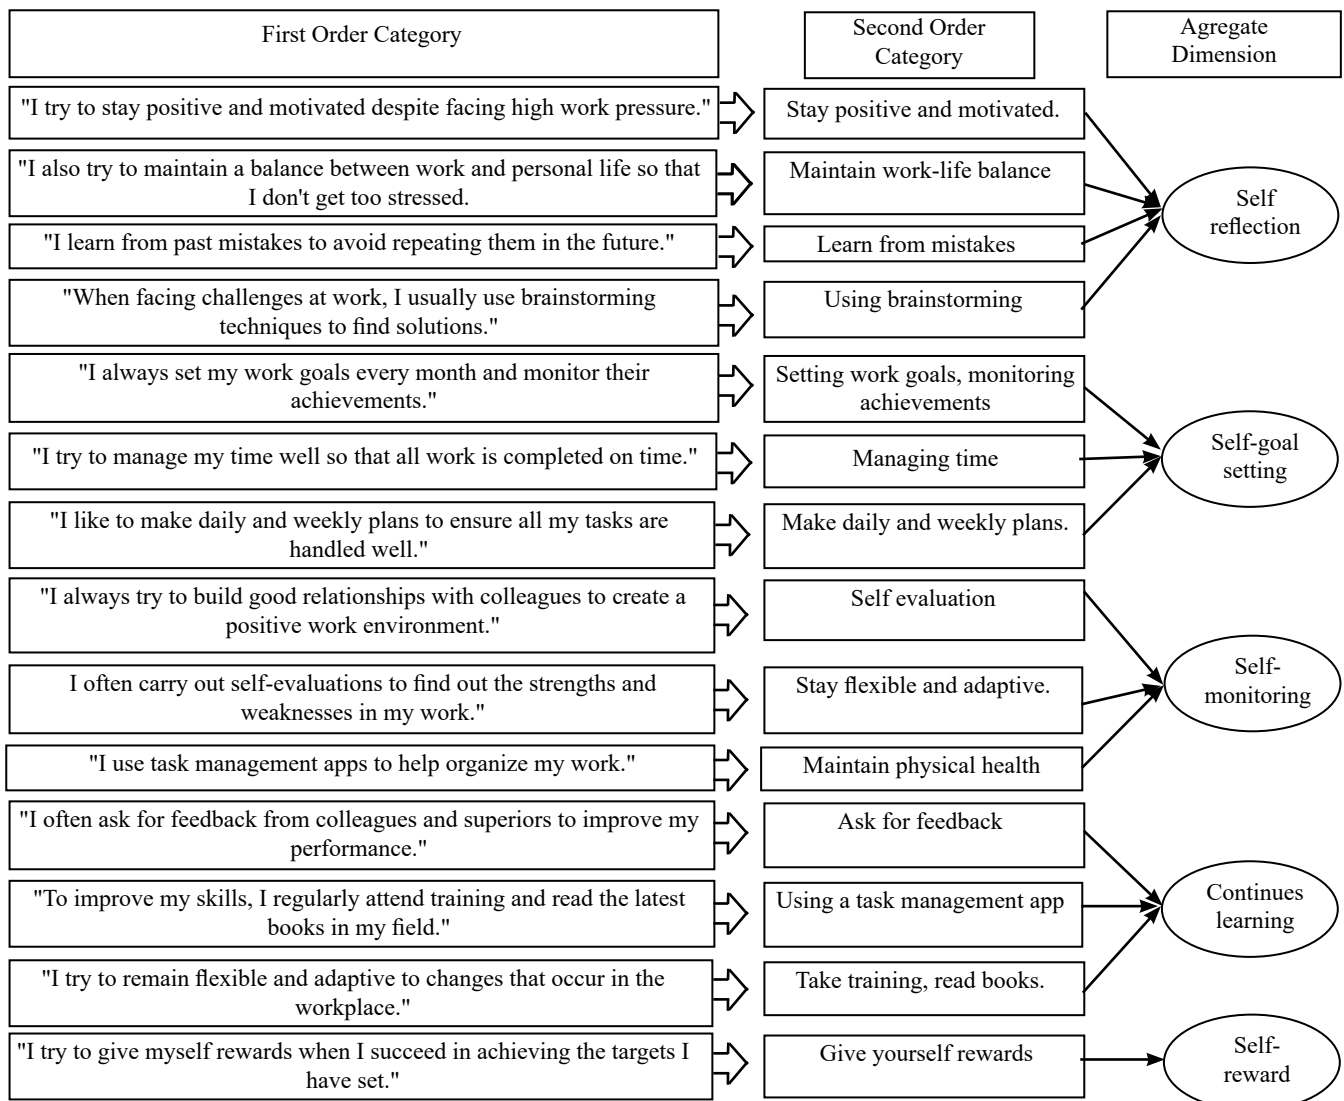 First Order Category
Second Order
Category
Agregate
Dimension
"I try to stay positive and motivated despite facing high work pressure."
Stay positive and motivated.
"I also try to maintain a balance between work and personal life so that
I don't get too stressed.
Maintain work-life balance
Self
reflection
"I learn from past mistakes to avoid repeating them in the future."
Learn from mistakes
"When facing challenges at work, I usually use brainstorming
techniques to find solutions."
Using brainstorming
"I always set my work goals every month and monitor their
achievements."
Setting work goals, monitoring
achievements
"I try to manage my time well so that all work is completed on time."
Managing time
Self-goal
setting
"I like to make daily and weekly plans to ensure all my tasks are
handled well."
Make daily and weekly plans.
"I always try to build good relationships with colleagues to create a
positive work environment."
Self evaluation
I often carry out self-evaluations to find out the strengths and
weaknesses in my work."
Stay flexible and adaptive.
Self-
monitoring
"I use task management apps to help organize my work."
Maintain physical health
"I often ask for feedback from colleagues and superiors to improve my
performance."
Ask for feedback
"To improve my skills, I regularly attend training and read the latest
books in my field."
Using a task management app
Continues
learning
"I try to remain flexible and adaptive to changes that occur in the
workplace."
Take training, read books.
"I try to give myself rewards when I succeed in achieving the targets I
have set."
Give yourself rewards
Self-
reward